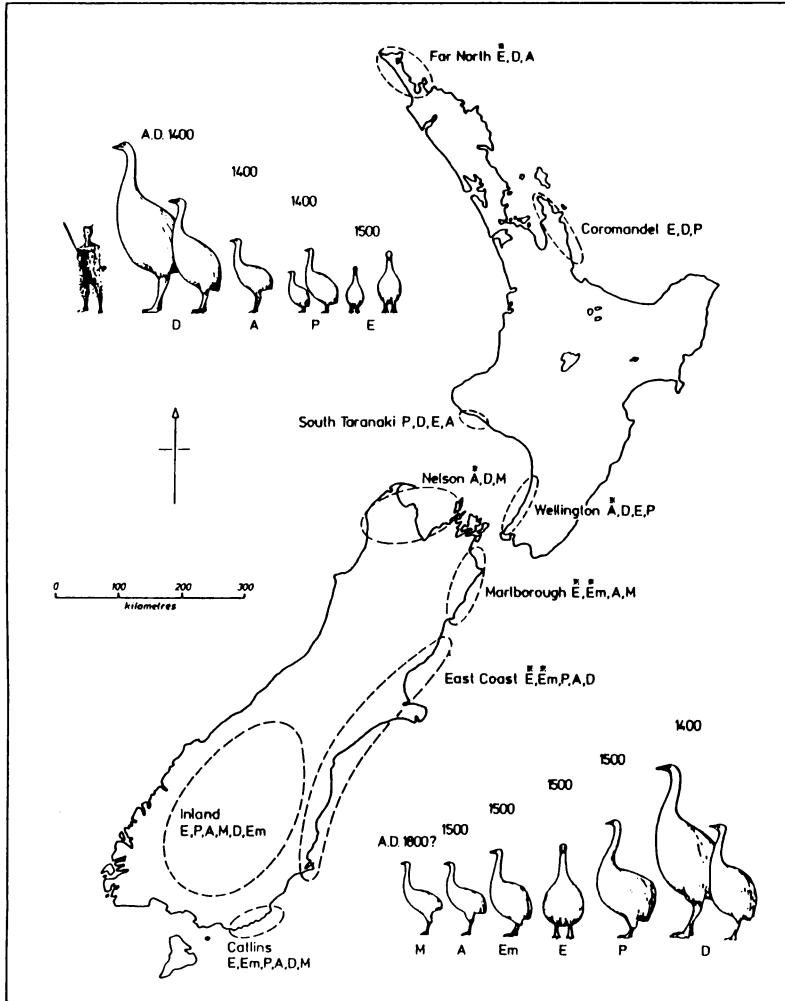 Far North E,D,A
A.D. 1400
1400
1400
1500
D A P E
Coromandel E,D,P
South Taranaki P,D,E,A
Nelson A,D,M
Wellington A,D,E,P
0 100 200 300
kilometres
Marlborough E,Em,A,M
East Coast E,Em,P,A,D
Inland
E,P,A,M,D,Em
A.D. 1800?
1500
1500
1500
1500
1400
M A Em E P D
Catlins
E,Em,P,A,D,M